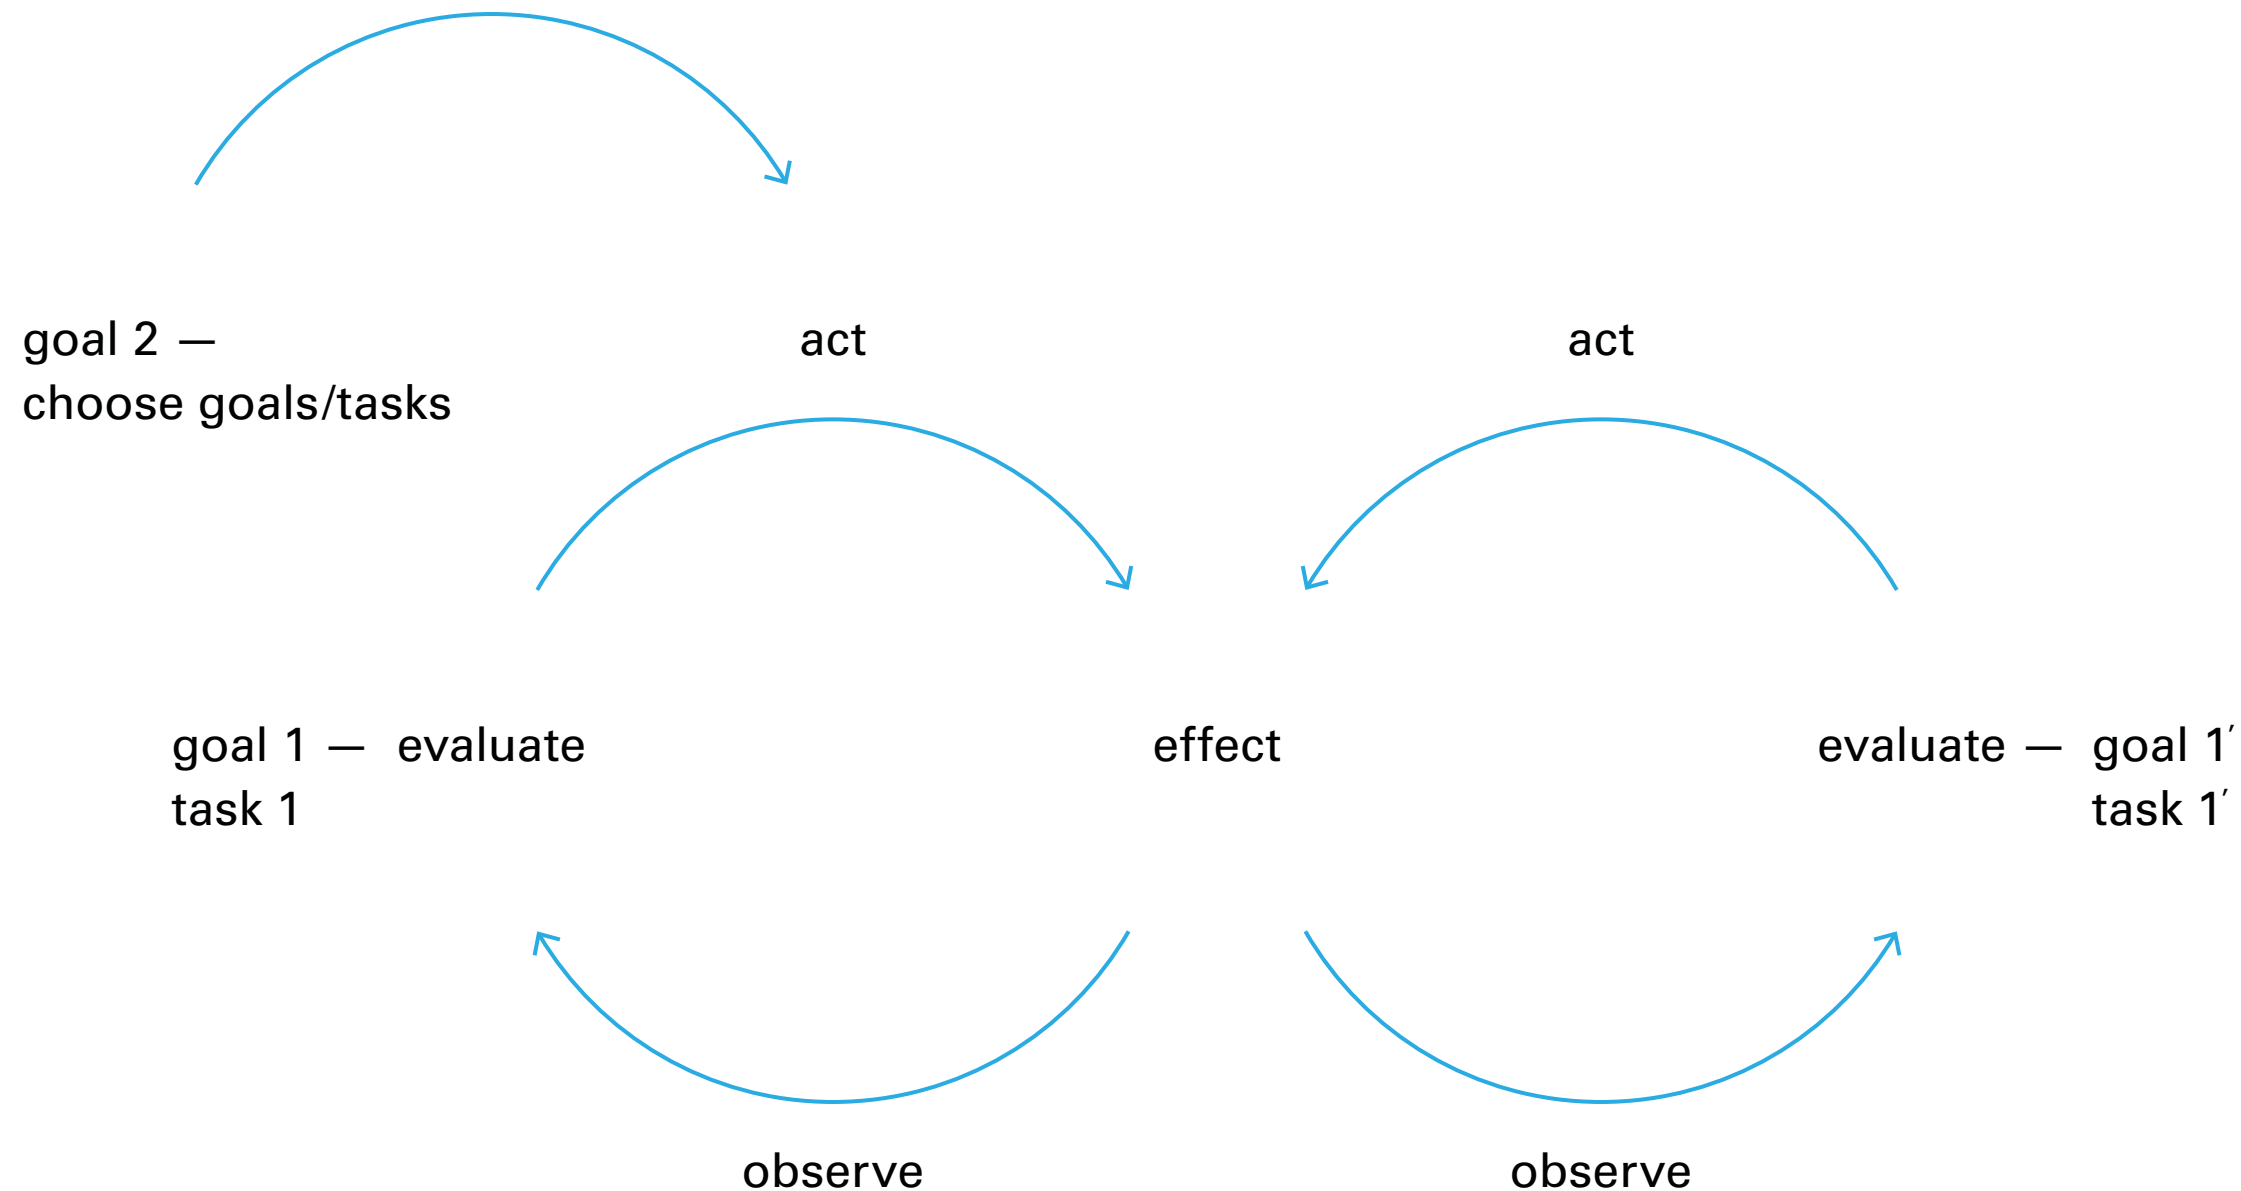 goal 2 —
choose goals/tasks
act
act
goal 1 — evaluate
task 1
effect
evaluate — goal 1′
task 1′
observe
observe